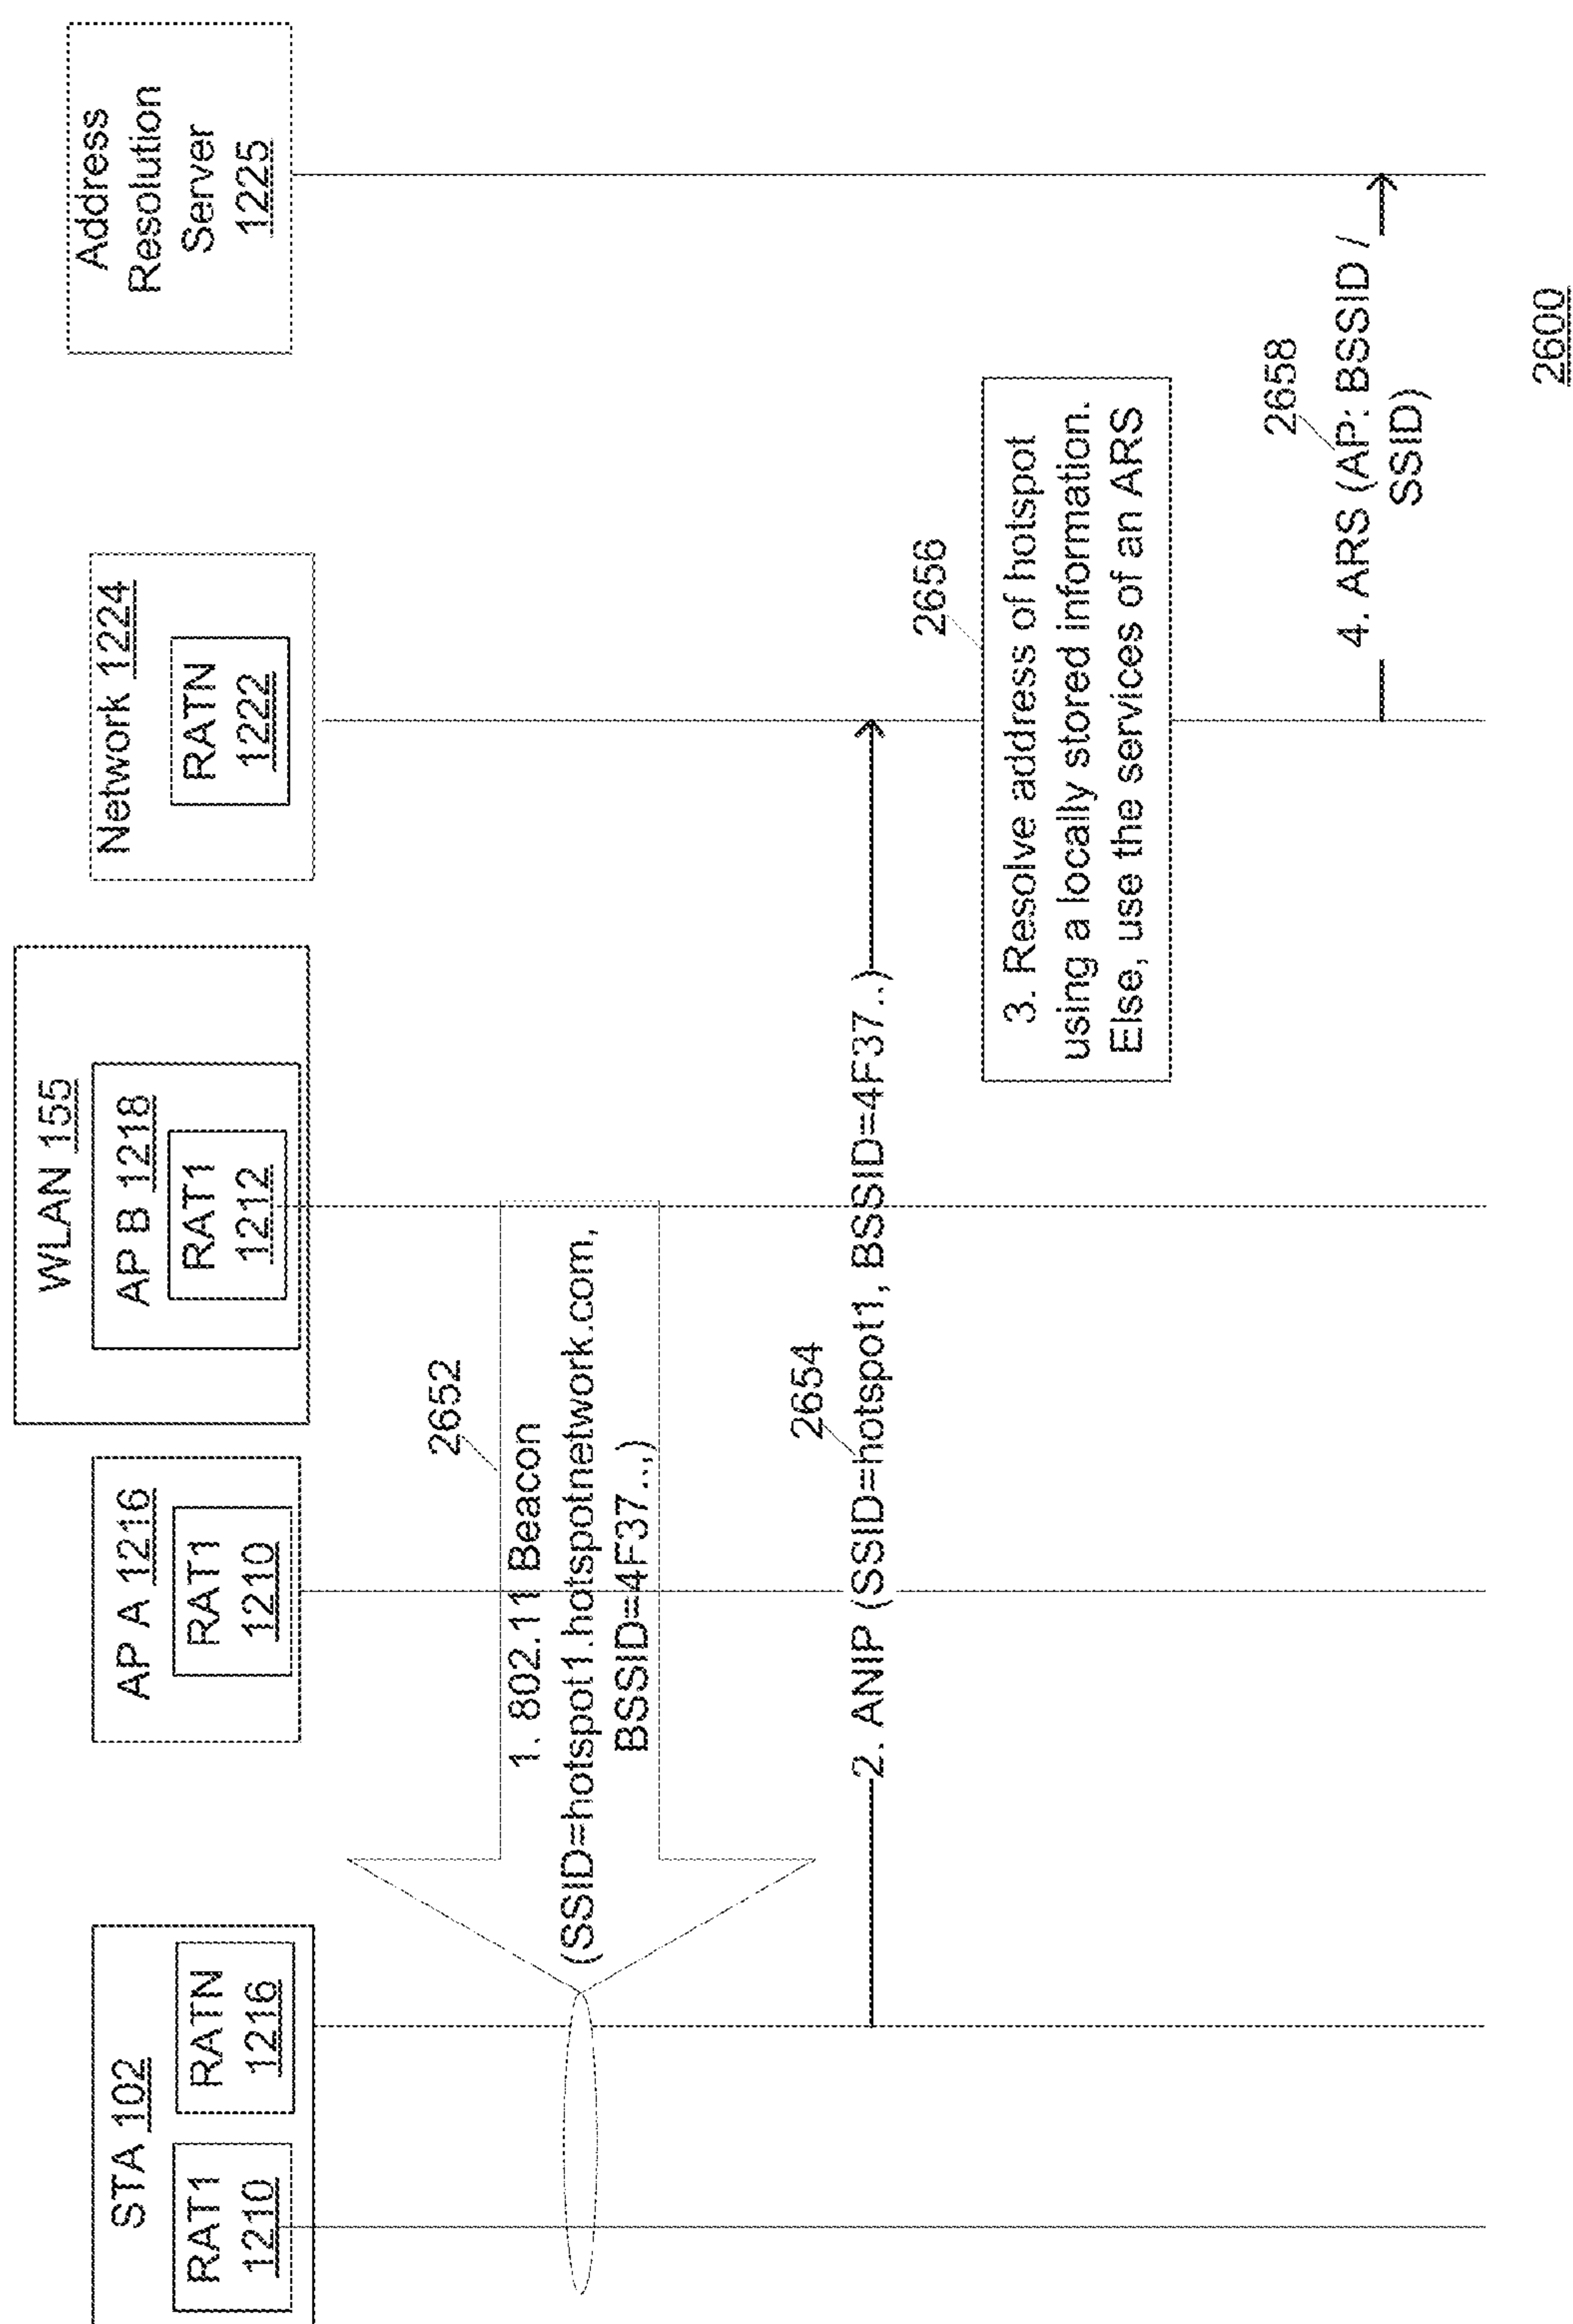 STA 102
RAT1
1210
RATN
1216
AP A 1216
RAT1
1210
WLAN 155
AP B 1218
RAT1
1212
Network 1224
RATN
1222
Address
Resolution
Server
1225
2652
1. 802.11 Beacon
(SSID=hotspot1.hotspotnetwork.com,
BSSID=4F37..,)
2654
2. ANIP (SSID=hotspot1, BSSID=4F37..)
2656
3. Resolve address of hotspot
using a locally stored information.
Else, use the services of an ARS
2658
4. ARS (AP: BSSID /
SSID)
2600